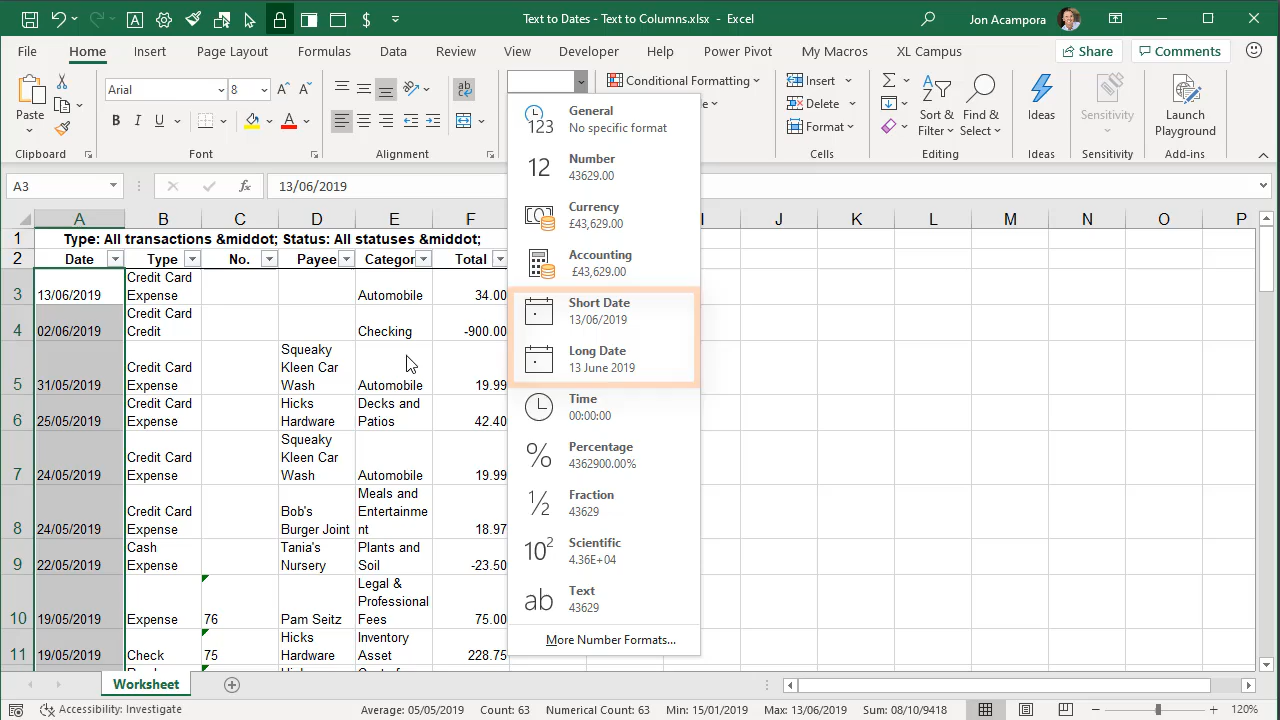 Text to Dates - Text to Columns.xlsx - Excel
Jon Acampora
File Home Insert Draw Page Layout Formulas Data Review View Developer Help Power Pivot My Macros XL Campus Share Comments
Paste
Arial 8
B I U
Conditional Formatting
Insert
Delete
Format
Sort & Filter
Find & Select
Ideas
Sensitivity
Launch Powerpoint
Clipboard Font Alignment Cells Editing Ideas Sensitivity Add-ins
A3 fx 13/06/2019
General
No specific format
Number
43629.00
Currency
£43,629.00
Accounting
£43,629.00
Short Date
13/06/2019
Long Date
13 June 2019
Time
00:00:00
Percentage
4362900.00%
Fraction
43629
Scientific
4.36E+04
Text
43629
More Number Formats...
A B C D E F I J K L M N O P
1 Type: All transactions &middot; Status: All statuses &middot;
2 Date Type No. Payee Categor Total
3 13/06/2019 Credit Card Expense Automobile 34.00
4 02/06/2019 Credit Card Credit Checking -900.00
5 31/05/2019 Credit Card Expense Squeaky Kleen Car Wash Automobile 19.99
6 25/05/2019 Credit Card Expense Hicks Hardware Decks and Patios 42.40
7 24/05/2019 Credit Card Expense Squeaky Kleen Car Wash Automobile 19.99
8 24/05/2019 Credit Card Expense Bob's Burger Joint Meals and Entertainme nt 18.97
9 22/05/2019 Cash Expense Tania's Nursery Plants and Soil -23.50
10 19/05/2019 Expense 76 Pam Seitz Legal & Professional Fees 75.00
11 19/05/2019 Check 75 Hicks Hardware Inventory Asset 228.75
Worksheet
Accessibility: Investigate Average: 05/05/2019 Count: 63 Numerical Count: 63 Min: 15/01/2019 Max: 13/06/2019 Sum: 08/10/9418 120%